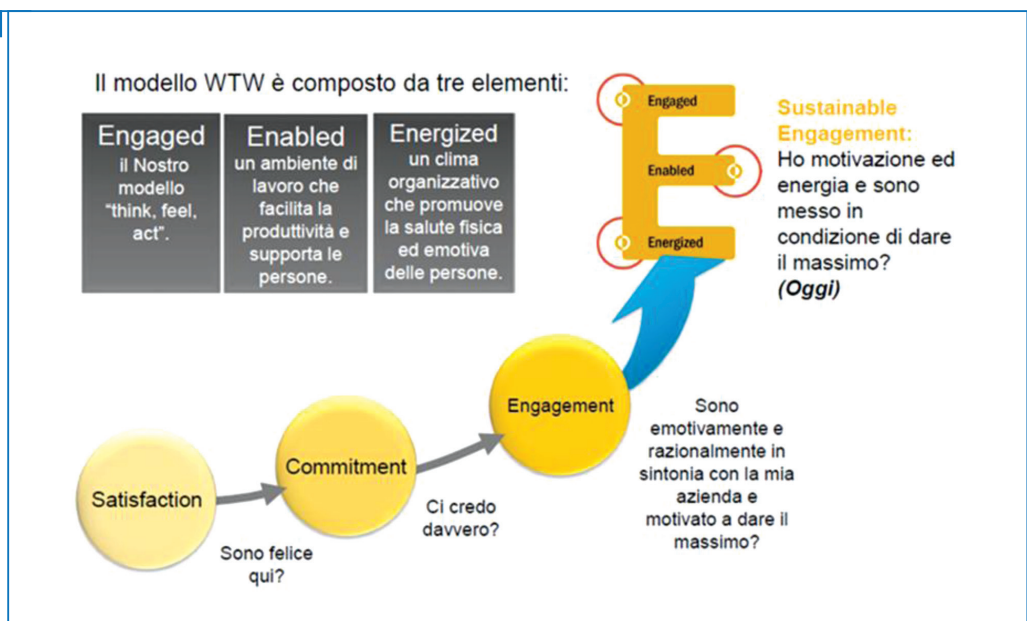 Il modello WTW è composto da tre elementi:
Engaged
il Nostro
modello
“think, feel,
act”.
Enabled
un ambiente di
lavoro che
facilita la
produttività e
supporta le
persone.
Energized
un clima
organizzativo
che promuove
la salute fisica
ed emotiva
delle persone.
Engaged
Enabled
Energized
Sustainable
Engagement:
Ho motivazione ed
energia e sono
messo in
condizione di dare
il massimo?
(Oggi)
Satisfaction
Sono felice
qui?
Commitment
Ci credo
davvero?
Engagement
Sono
emotivamente e
razionalmente in
sintonia con la mia
azienda e
motivato a dare il
massimo?